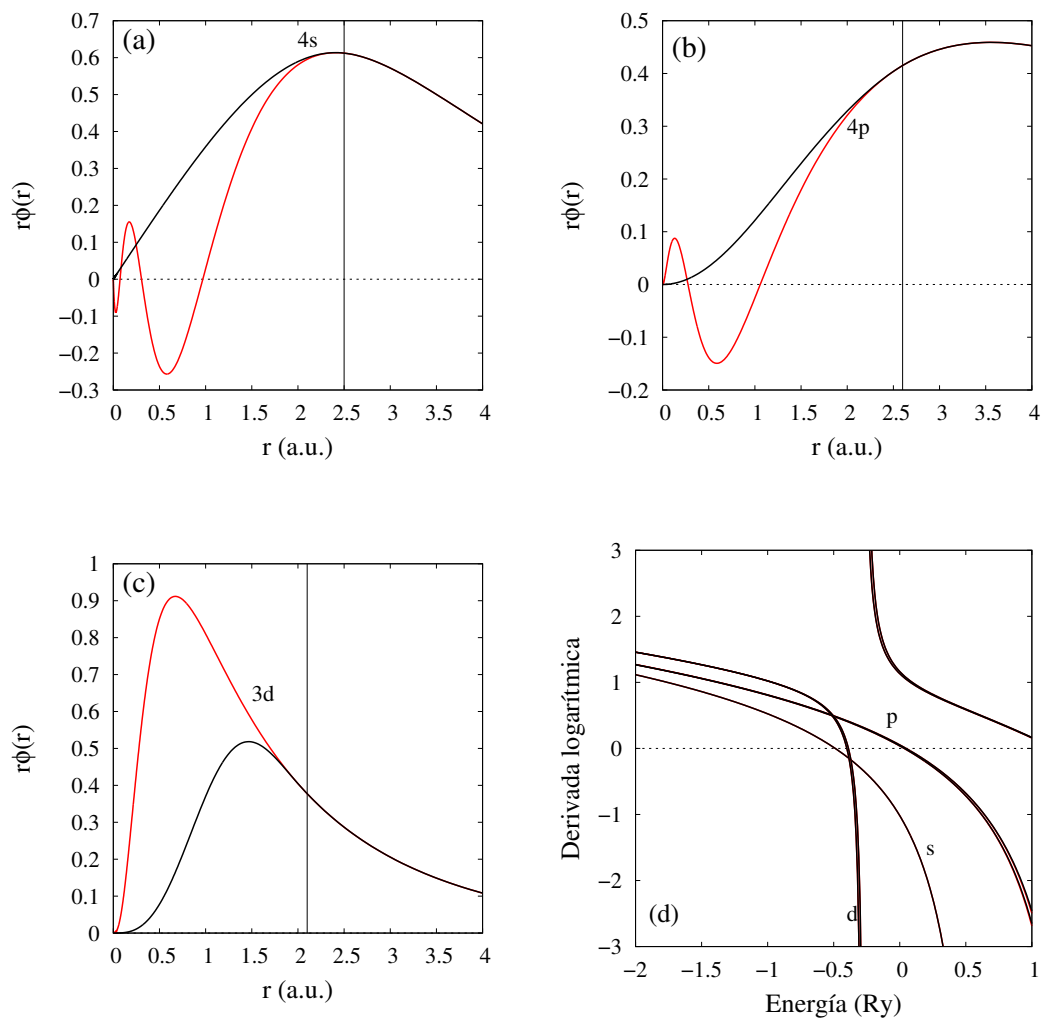 (a)
4s
rϕ(r)
0.7
0.6
0.5
0.4
0.3
0.2
0.1
0
−0.1
−0.2
−0.3
0 0.5 1 1.5 2 2.5 3 3.5 4
r (a.u.)
(b)
4p
rϕ(r)
0.5
0.4
0.3
0.2
0.1
0
−0.1
−0.2
0 0.5 1 1.5 2 2.5 3 3.5 4
r (a.u.)
(c)
3d
rϕ(r)
1
0.9
0.8
0.7
0.6
0.5
0.4
0.3
0.2
0.1
0
0 0.5 1 1.5 2 2.5 3 3.5 4
r (a.u.)
Derivada logarítmica
3
2
1
0
−1
−2
−3
p
s
d
(d)
−2 −1.5 −1 −0.5 0 0.5 1
Energía (Ry)